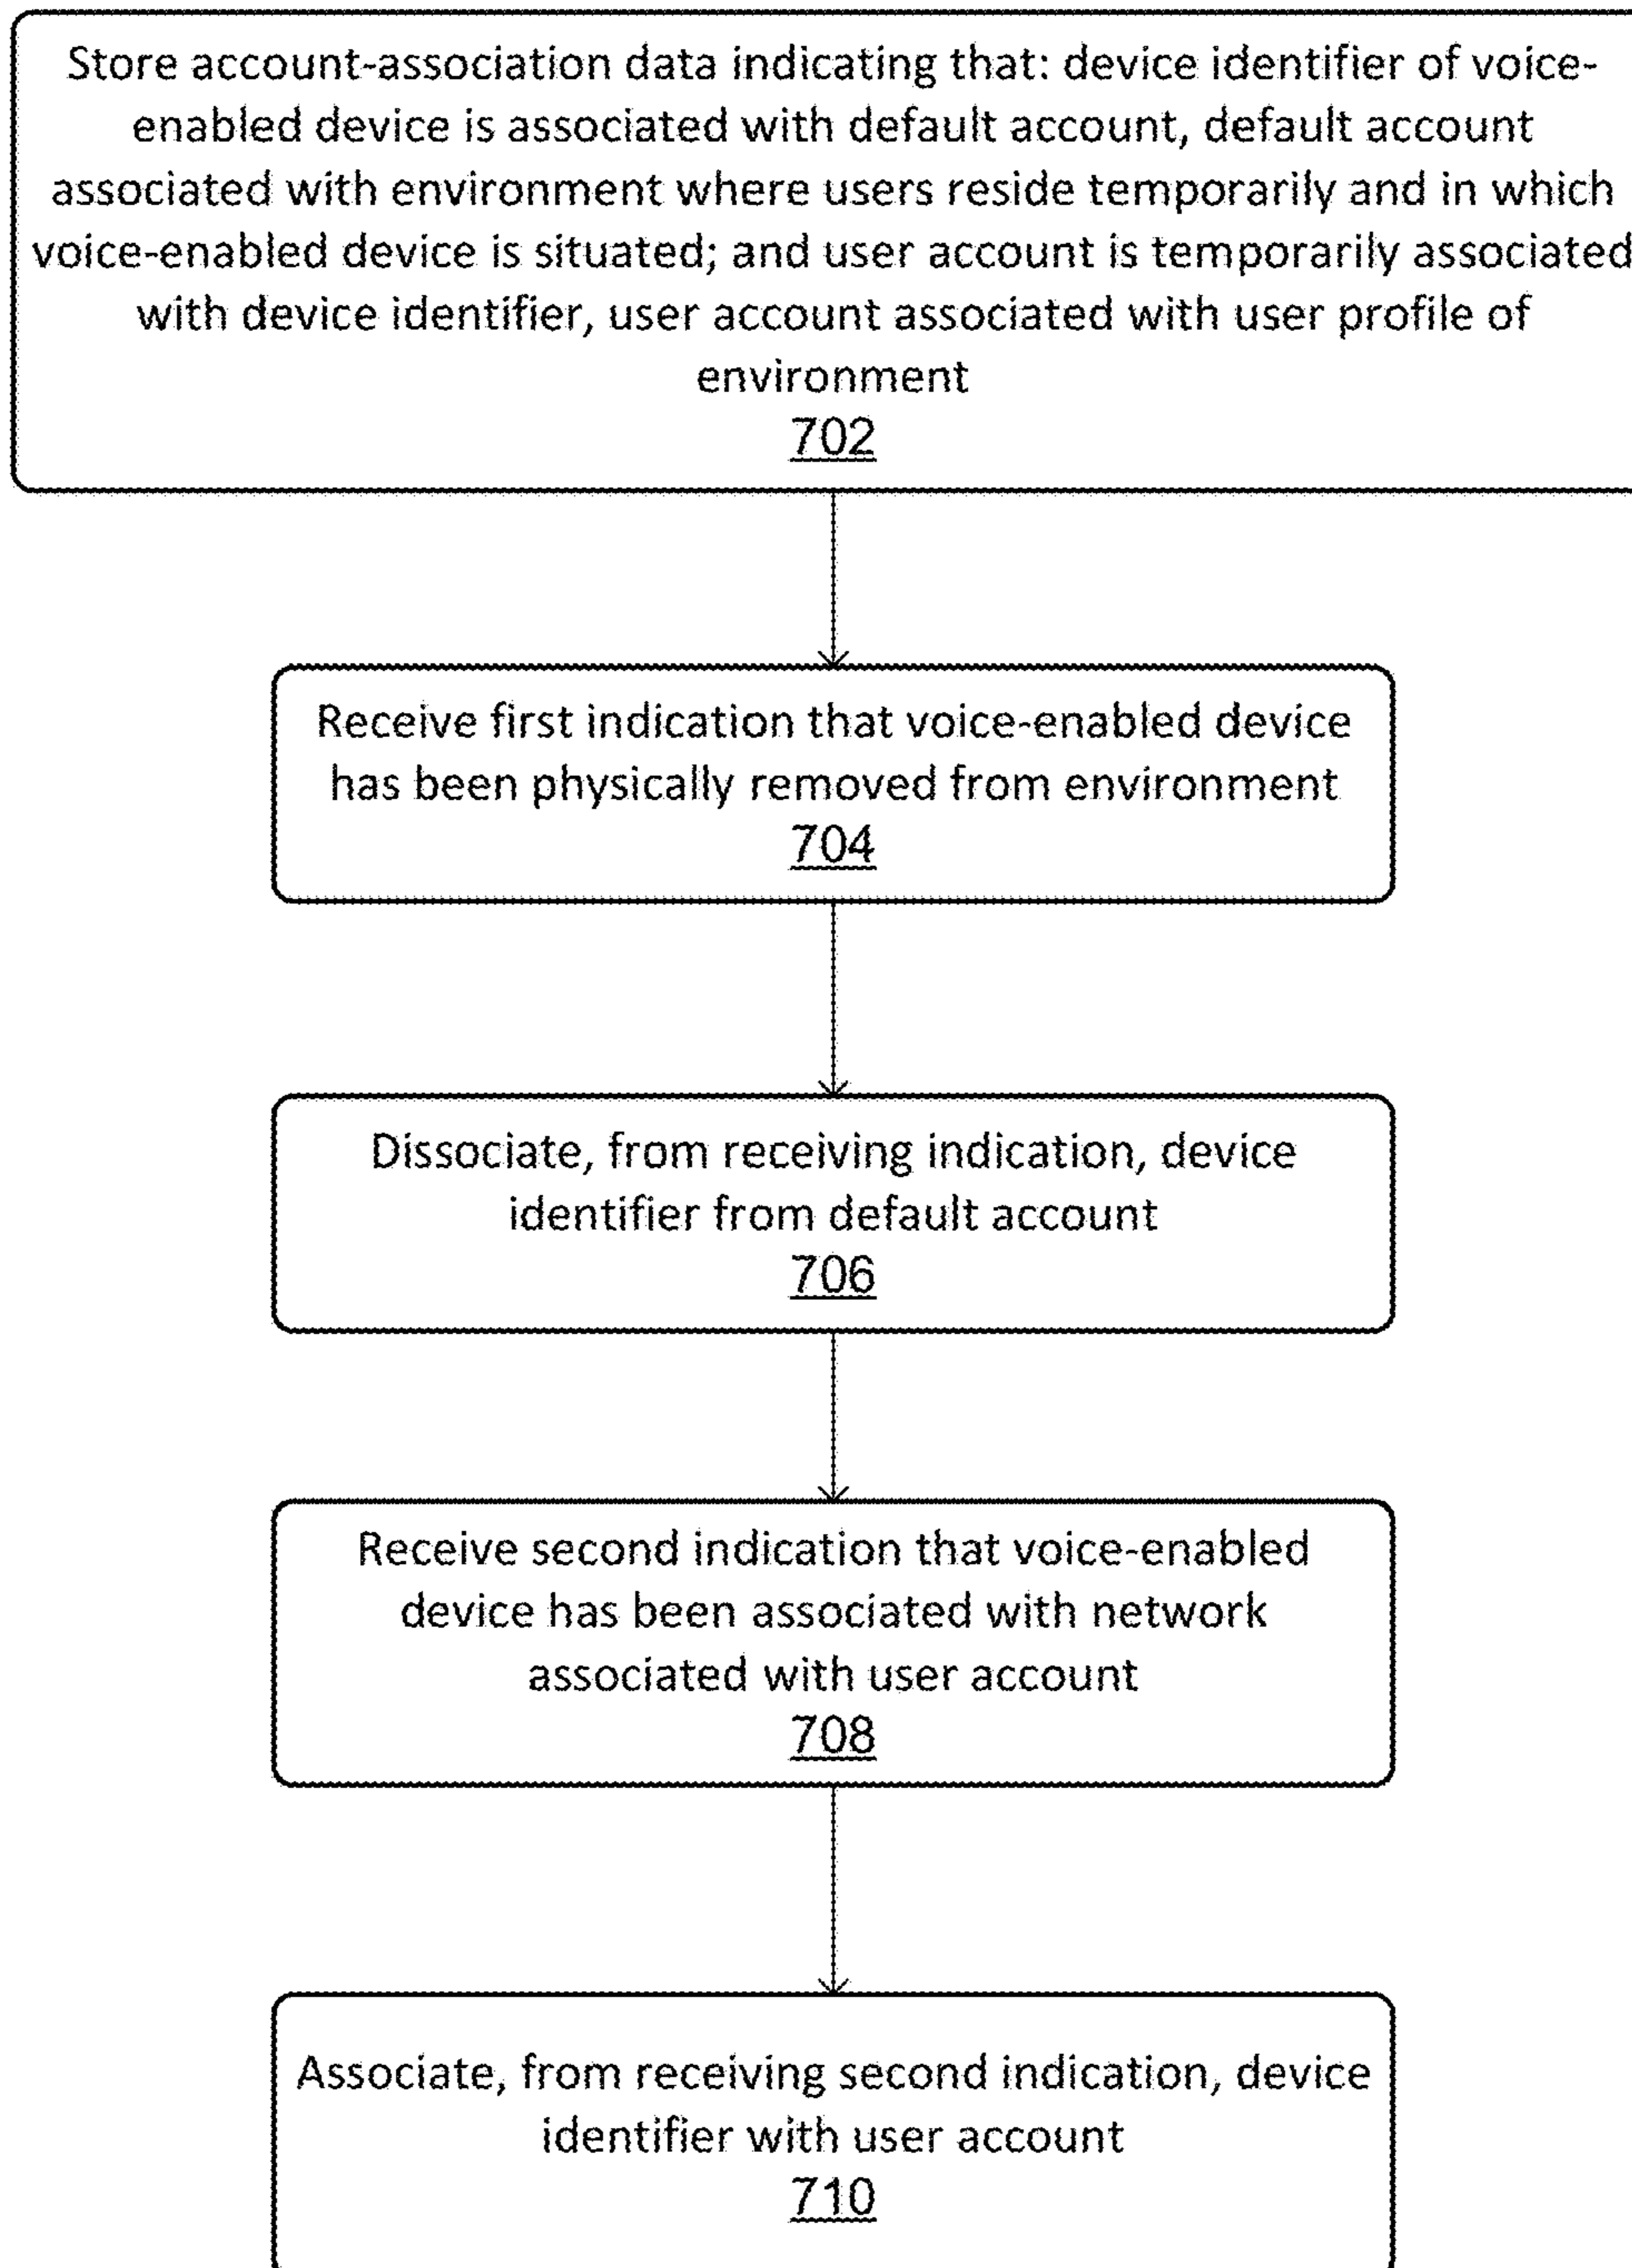 Store account-association data indicating that: device identifier of voice-
enabled device is associated with default account, default account
associated with environment where users reside temporarily and in which
voice-enabled device is situated; and user account is temporarily associated
with device identifier, user account associated with user profile of
environment
702
Receive first indication that voice-enabled device
has been physically removed from environment
704
Dissociate, from receiving indication, device
identifier from default account
706
Receive second indication that voice-enabled
device has been associated with network
associated with user account
708
Associate, from receiving second indication, device
identifier with user account
710